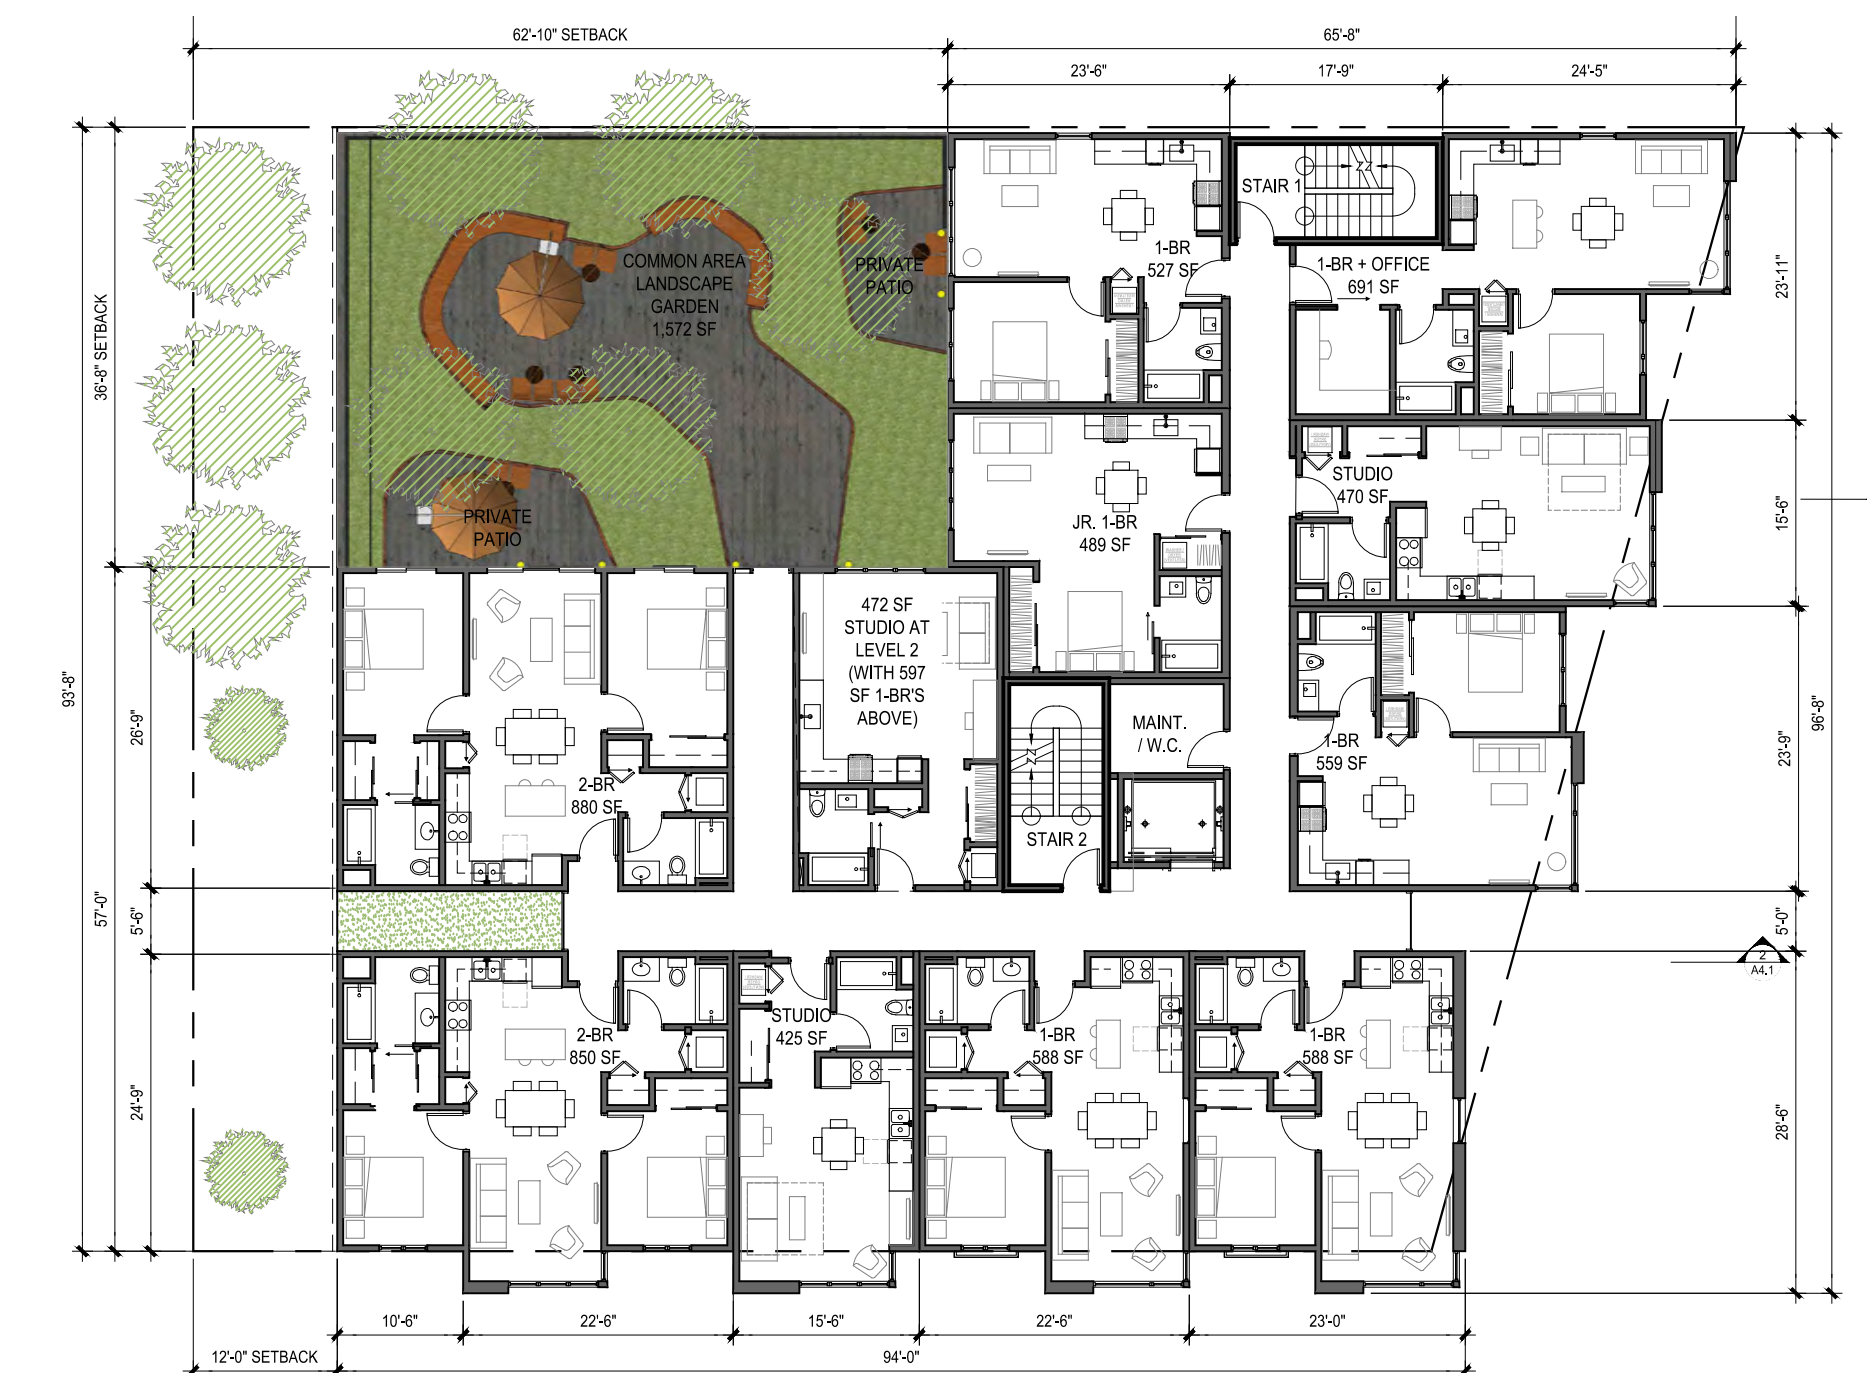 62'-10" SETBACK
65'-8"
23'-6"
17'-9"
24'-5"
STAIR 1
COMMON AREA
LANDSCAPE
GARDEN
1,572 SF
PRIVATE
PATIO
1-BR
527 SF
1-BR + OFFICE
691 SF
23'-11"
36'-8" SETBACK
STUDIO
470 SF
15'-6"
JR. 1-BR
489 SF
PRIVATE
PATIO
472 SF
STUDIO AT
LEVEL 2
(WITH 597
SF 1-BR'S
ABOVE)
93'-8"
26'-9"
MAINT.
/ W.C.
1-BR
559 SF
23'-9"
96'-8"
2-BR
880 SF
STAIR 2
57'-0"
5'-6"
5'-0"
2
A4.1
2-BR
850 SF
STUDIO
425 SF
1-BR
588 SF
1-BR
588 SF
24'-9"
28'-6"
10'-6"
22'-6"
15'-6"
22'-6"
23'-0"
12'-0" SETBACK
94'-0"